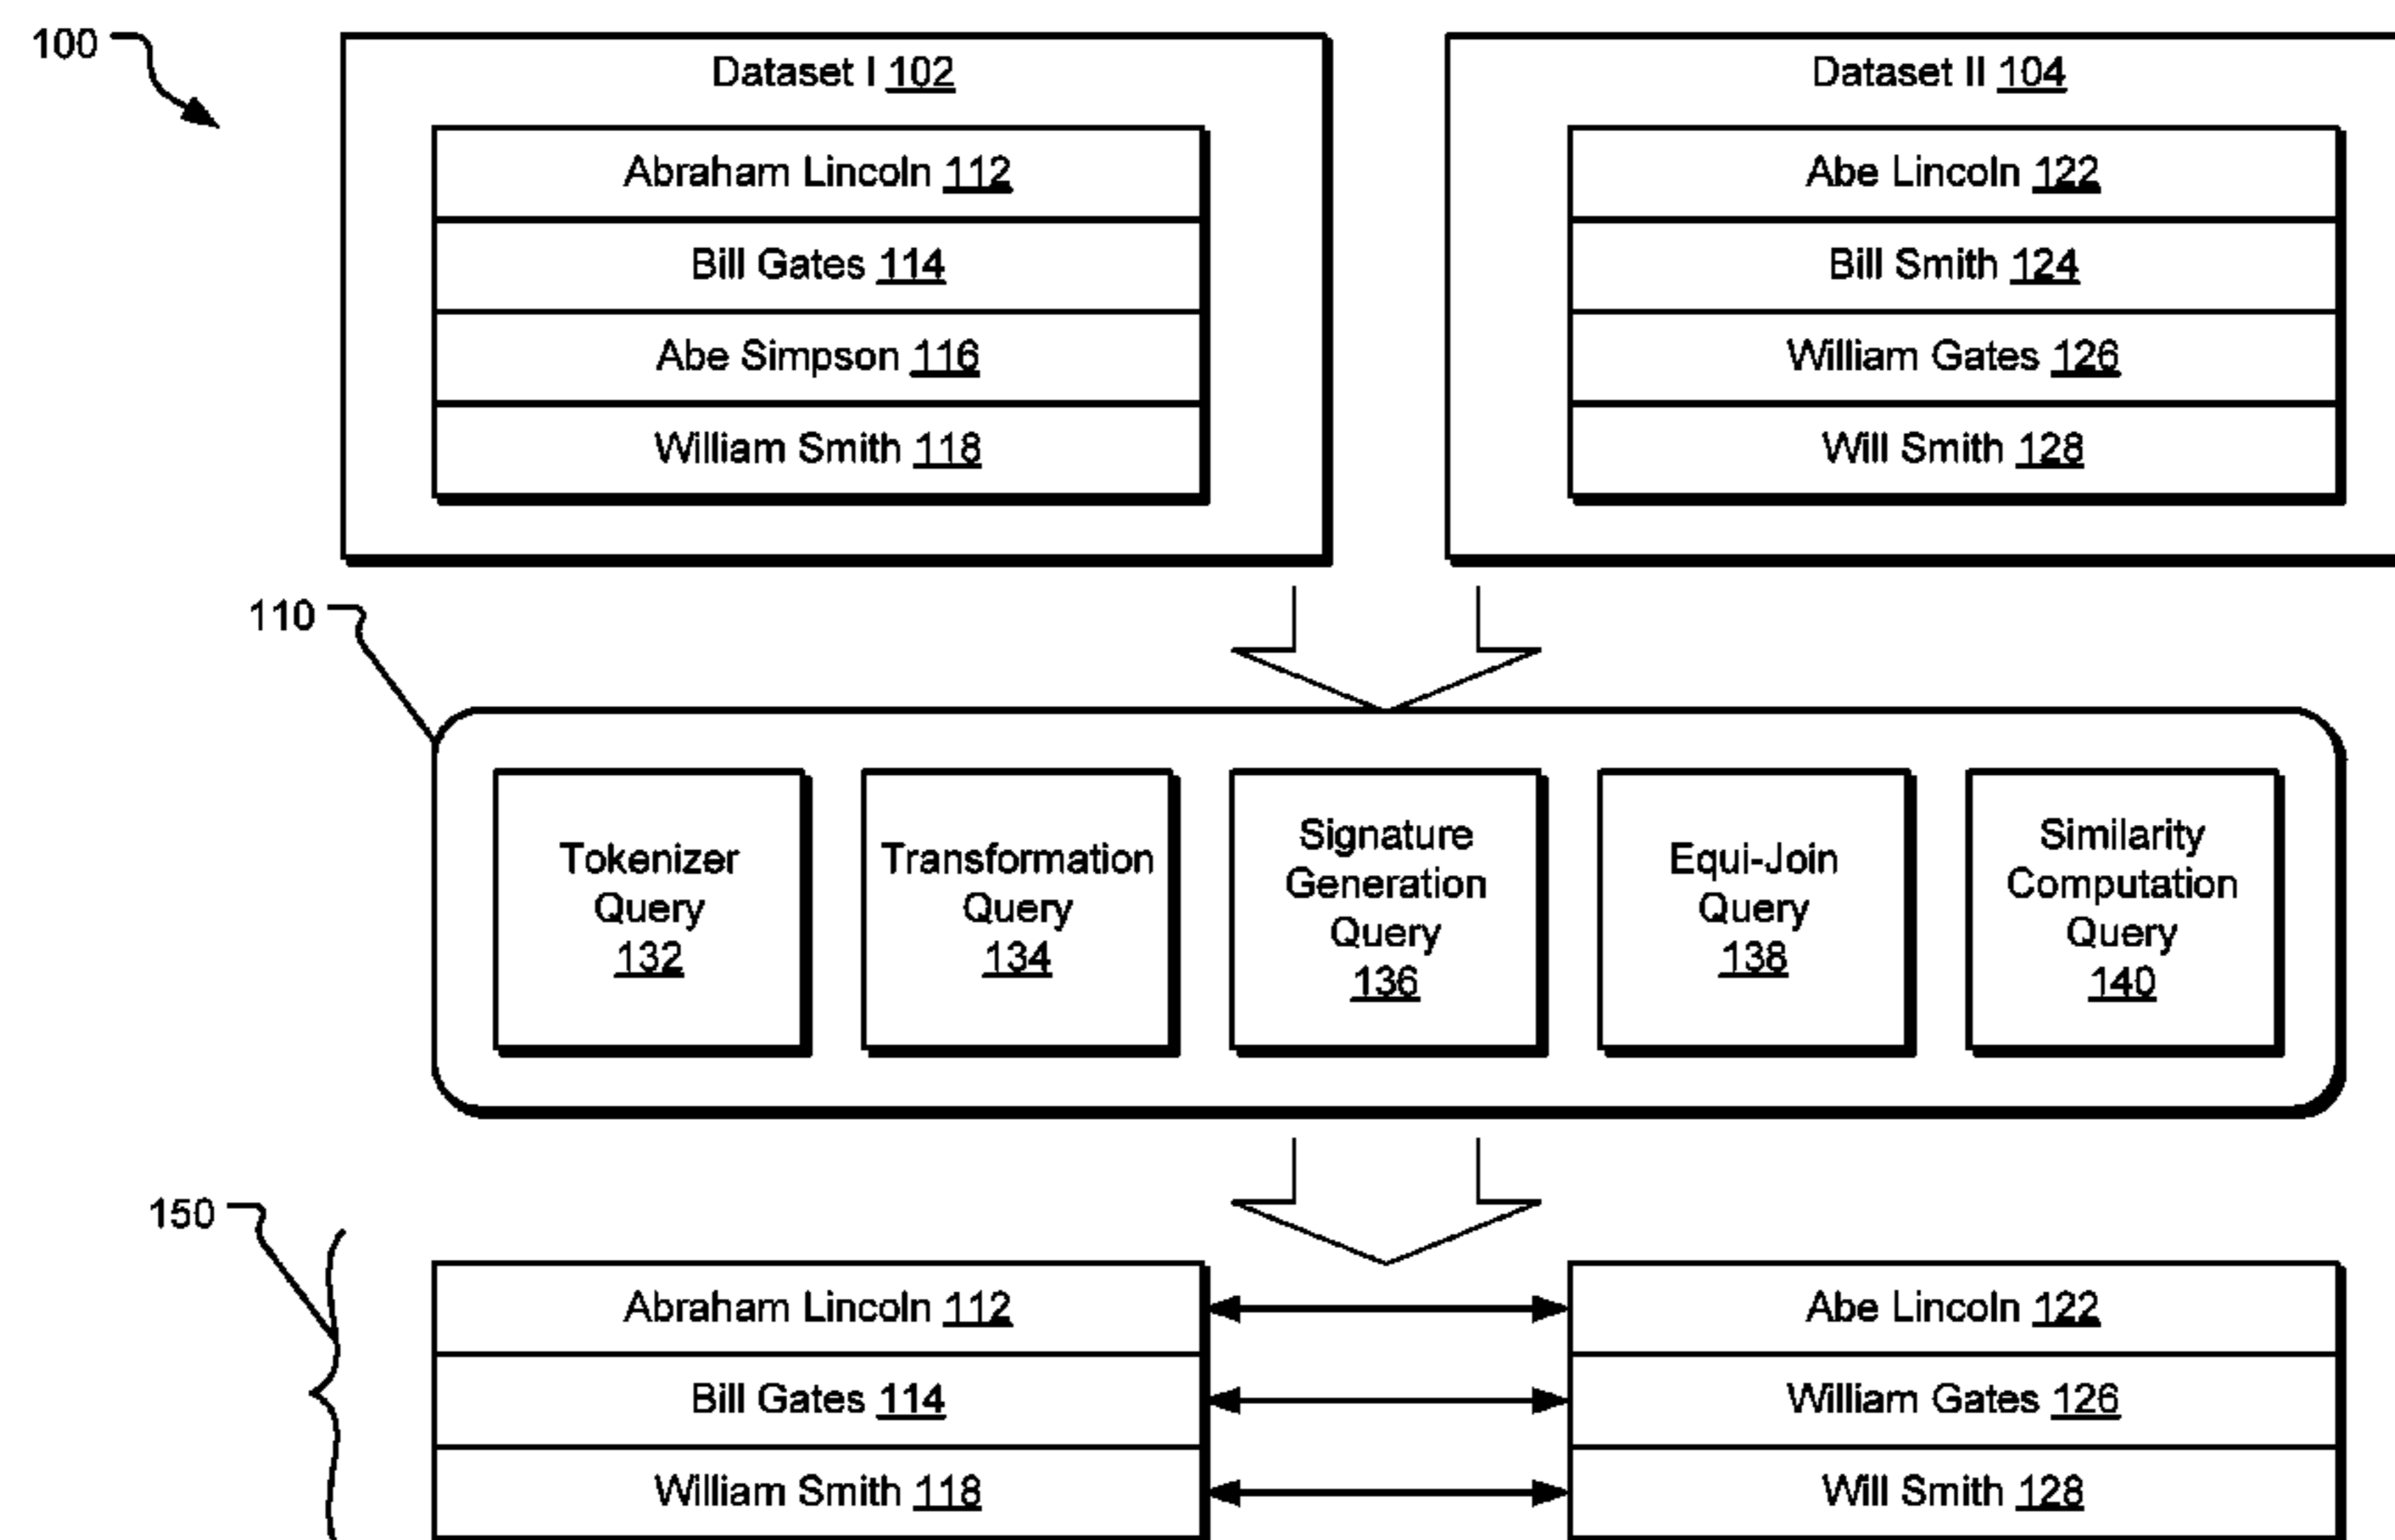 100
Dataset I 102
Abraham Lincoln 112
Bill Gates 114
Abe Simpson 116
William Smith 118
Dataset II 104
Abe Lincoln 122
Bill Smith 124
William Gates 126
Will Smith 128
110
Tokenizer
Query
132
Transformation
Query
134
Signature
Generation
Query
136
Equi-Join
Query
138
Similarity
Computation
Query
140
150
Abraham Lincoln 112
Bill Gates 114
William Smith 118
Abe Lincoln 122
William Gates 126
Will Smith 128